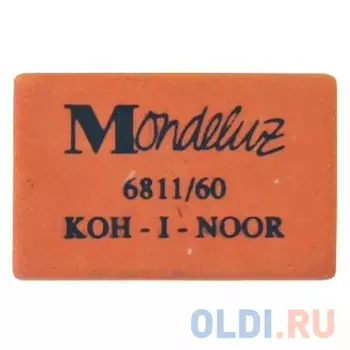 Mondeluz
6811/60
KOH - I - NOOR
OLDI.RU